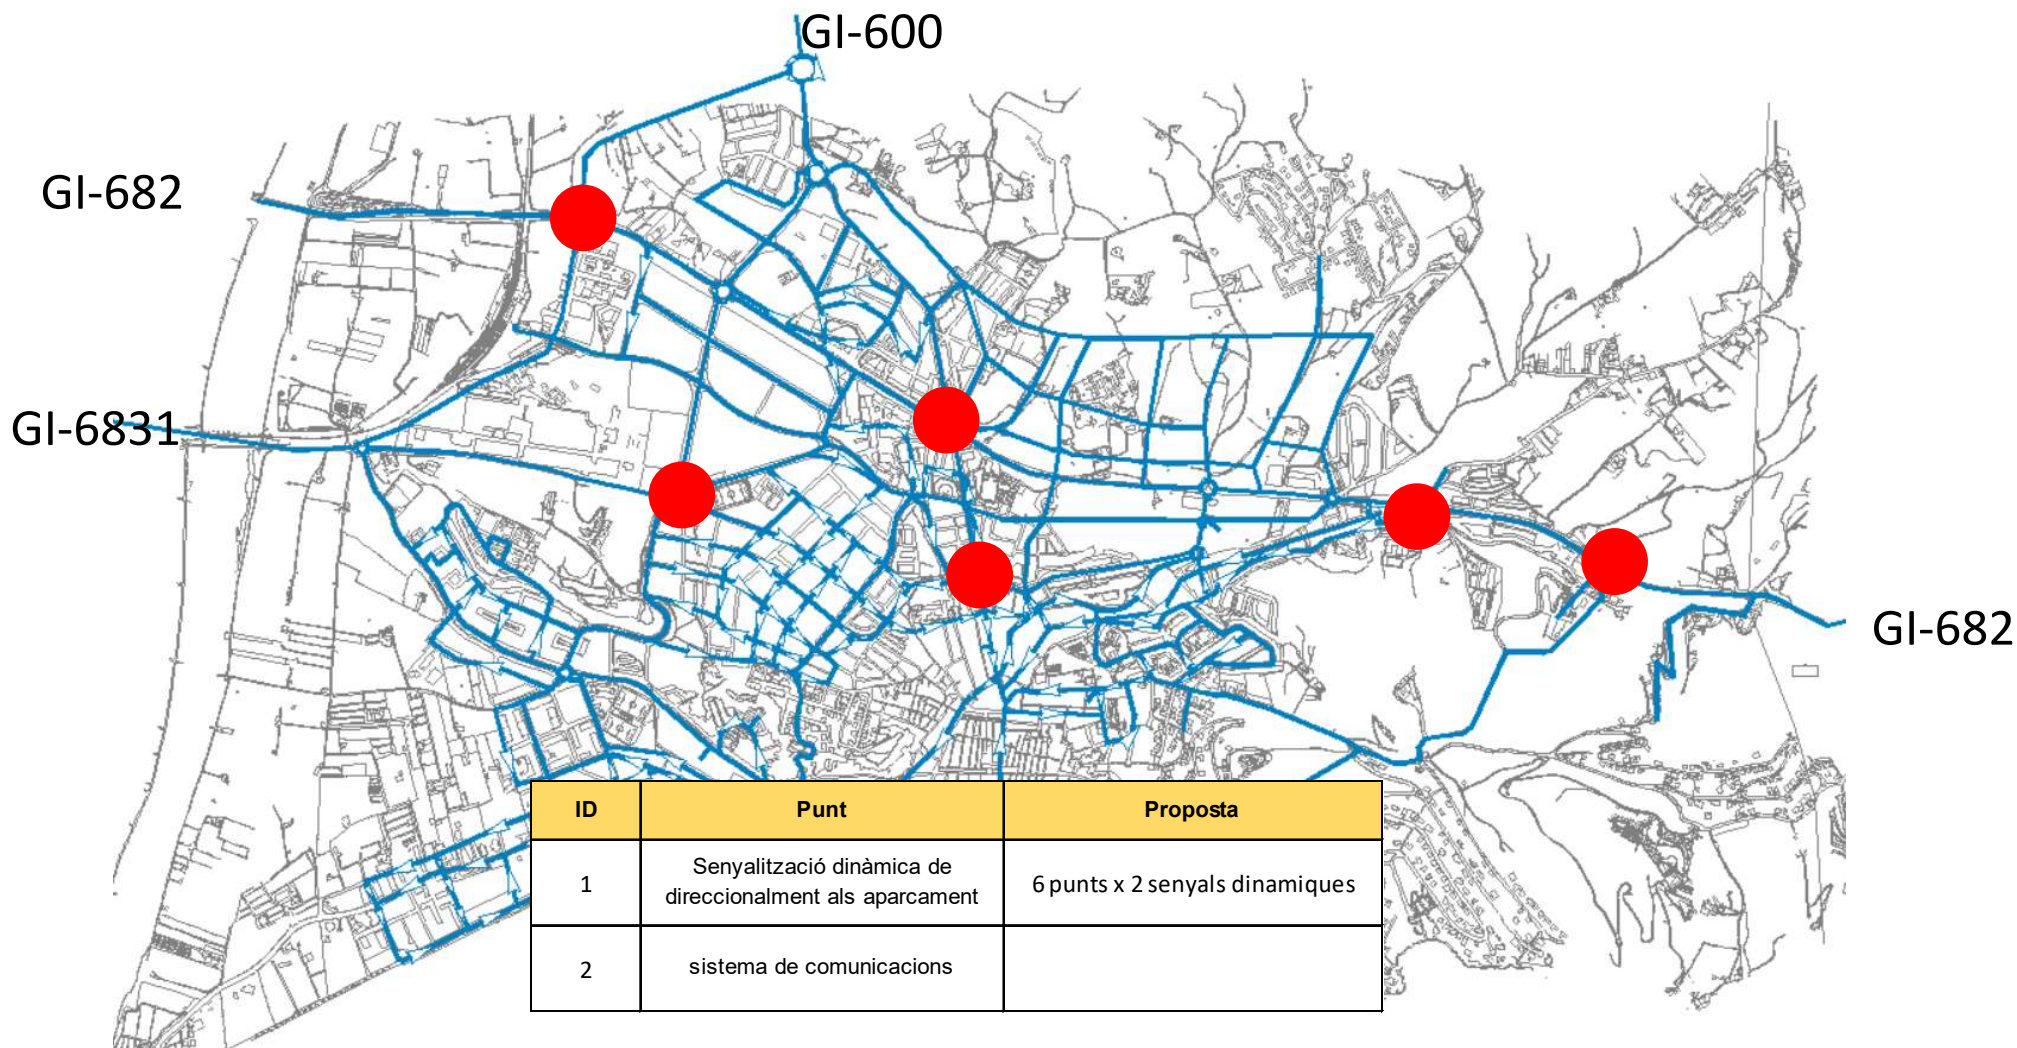 GI-600
GI-682
GI-6831
GI-682
ID Punt Proposta
1 Senyalització dinàmica de direccionalment als aparcament 6 punts x 2 senyals dinamiques
2 sistema de comunicacions